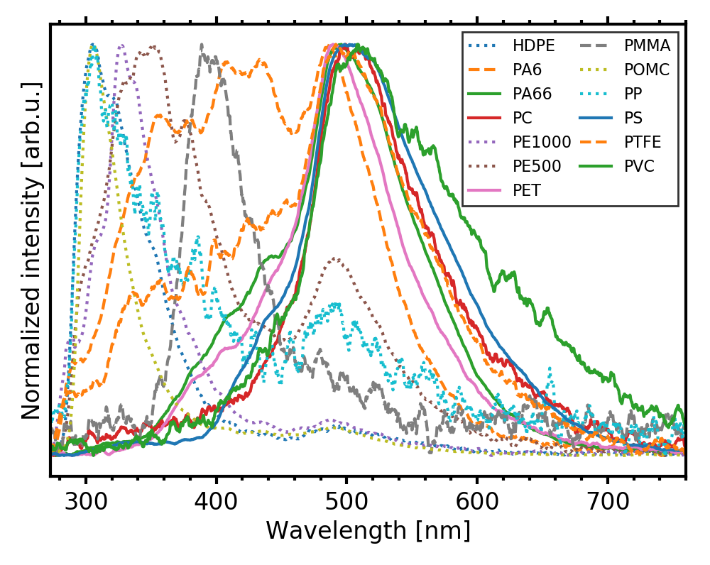 Normalized intensity [arb.u.]
HDPE
PA6
PA66
PC
PE1000
PE500
PET
PMMA
POMC
PP
PS
PTFE
PVC
300 400 500 600 700
Wavelength [nm]